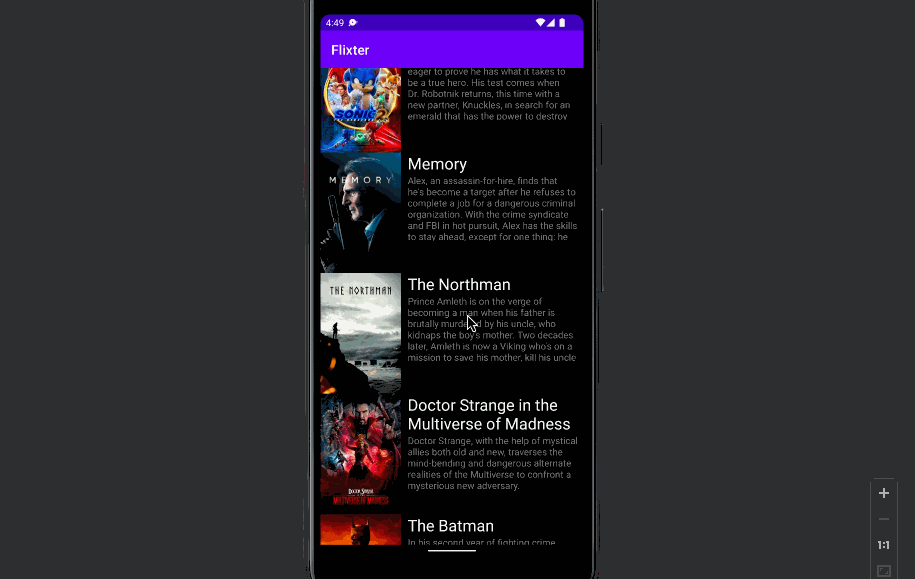 4:49
Flixter
eager to prove he has what it takes to
be a true hero. His test comes when
Dr. Robotnik returns, this time with a
new partner, Knuckles, in search for an
emerald that has the power to destroy
SONIC
Memory
MEMORY
Alex, an assassin-for-hire, finds that
he's become a target after he refuses to
complete a job for a dangerous criminal
organization. With the crime syndicate
and FBI in hot pursuit, Alex has the skills
to stay ahead, except for one thing: he
The Northman
THE NORTHMAN
Prince Amleth is on the verge of
becoming a man when his father is
brutally murdered by his uncle, who
kidnaps the boy's mother. Two decades
later, Amleth is now a Viking who's on a
mission to save his mother, kill his uncle
Doctor Strange in the
Multiverse of Madness
Doctor Strange, with the help of mystical
allies both old and new, traverses the
mind-bending and dangerous alternate
realities of the Multiverse to confront a
mysterious new adversary.
DOCTOR STRANGE
MULTIVERSE OF MADNESS
The Batman
In his second year of fighting crime,
1:1